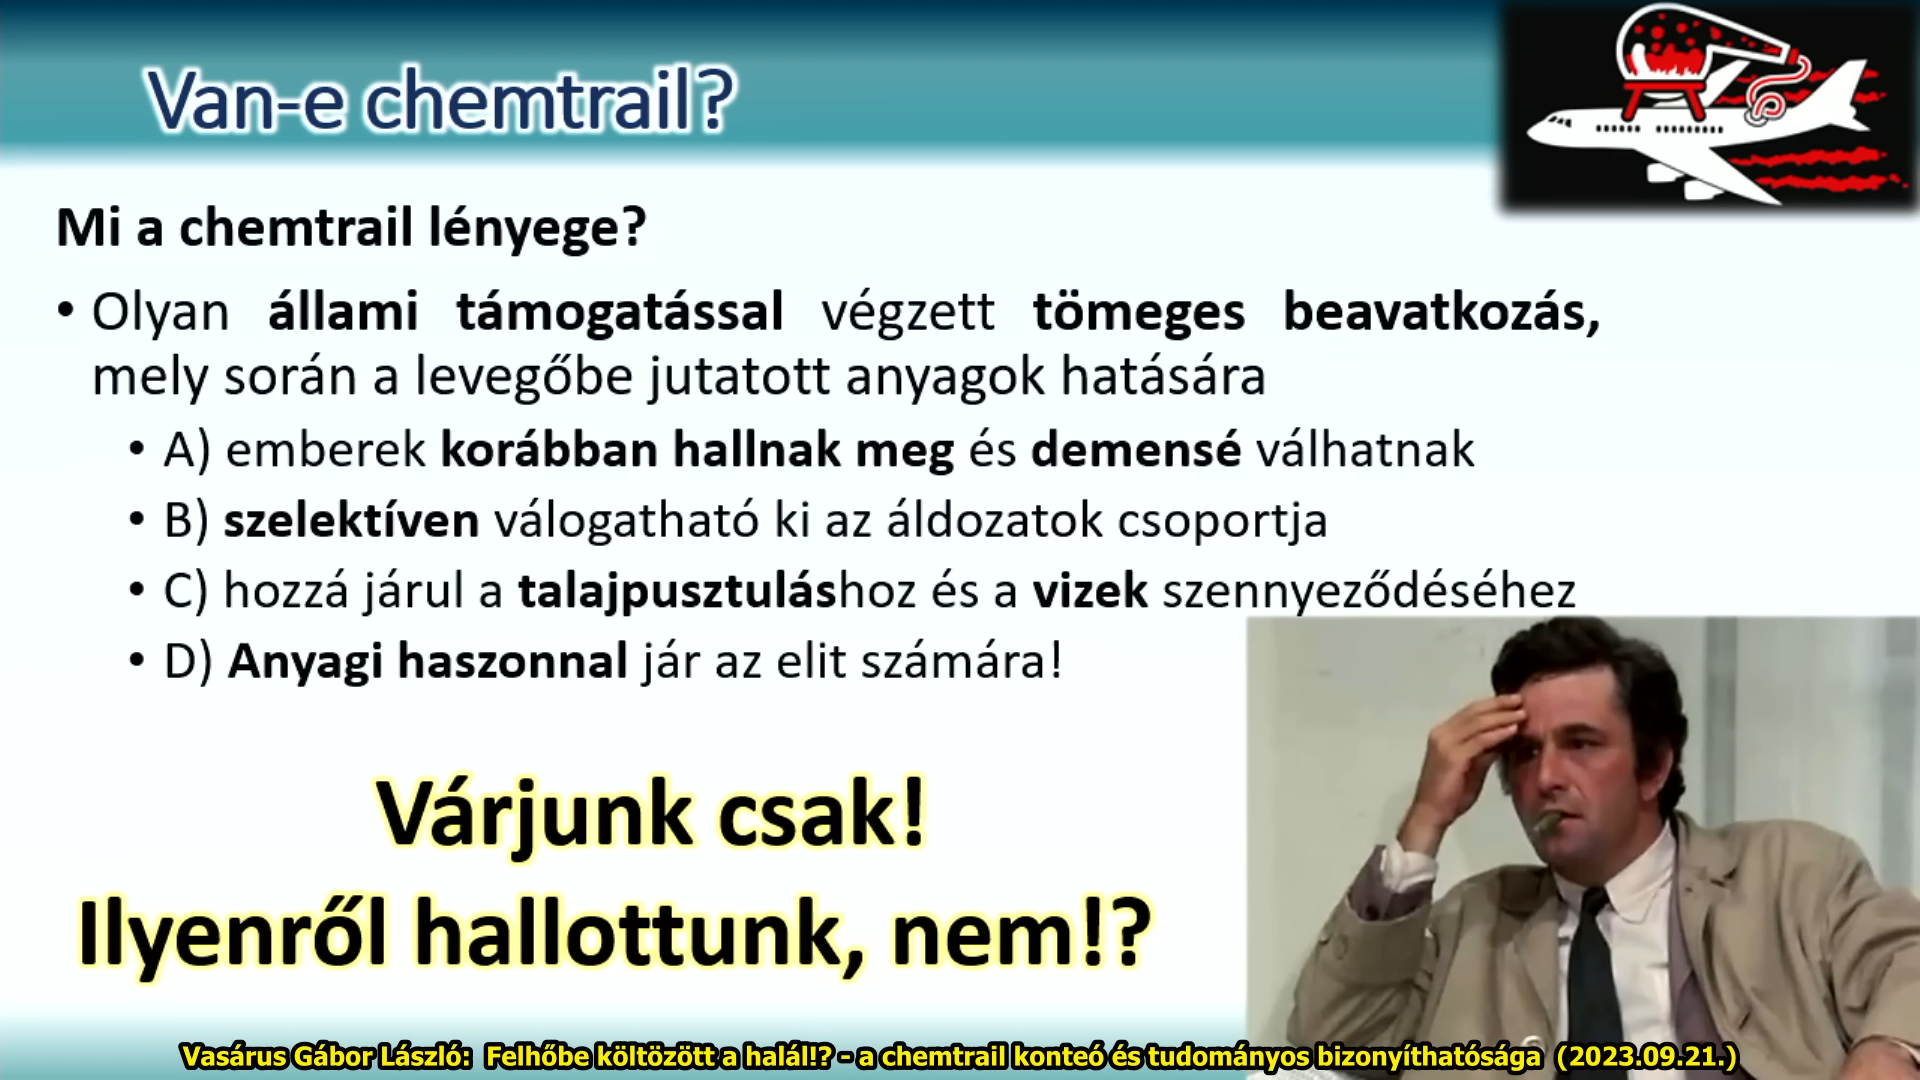 Van-e chemtrail?
Mi a chemtrail lényege?
• Olyan állami támogatással végzett tömeges beavatkozás,
mely során a levegőbe jutatott anyagok hatására
• A) emberek korábban hallnak meg és demensé válhatnak
• B) szelektíven válogatható ki az áldozatok csoportja
• C) hozzá járul a talajpusztuláshoz és a vizek szennyeződéséhez
• D) Anyagi haszonnal jár az elit számára!
Várjunk csak!
Ilyenről hallottunk, nem!?
Vasárus Gábor László: Felhőbe költözött a halál!? - a chemtrail konteó és tudományos bizonyíthatósága (2023.09.21.)